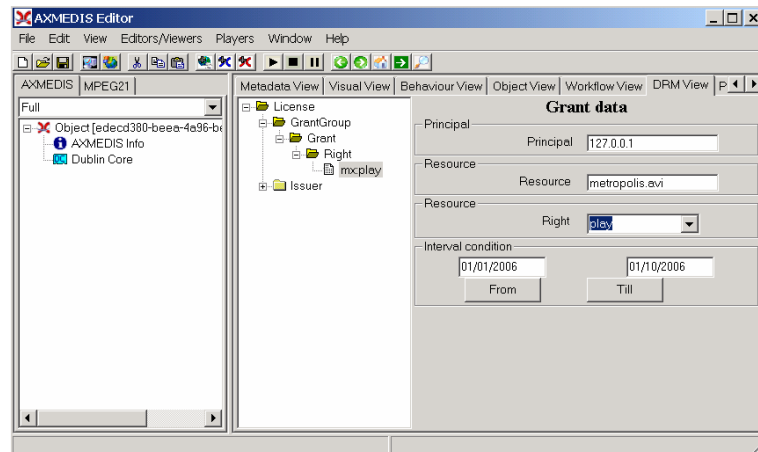 AXMEDIS Editor
File Edit View Editors/Viewers Players Window Help
AXMEDIS MPEG21
Full
Object [edecd380-beea-4a96-be
AXMEDIS Info
Dublin Core
Metadata View Visual View Behaviour View Object View Workflow View DRM View P
License
GrantGroup
Grant
Right
mx:play
Issuer
Grant data
Principal
Principal 127.0.0.1
Resource
Resource metropolis.avi
Resource
Right play
Interval condition
01/01/2006 01/10/2006
From Till